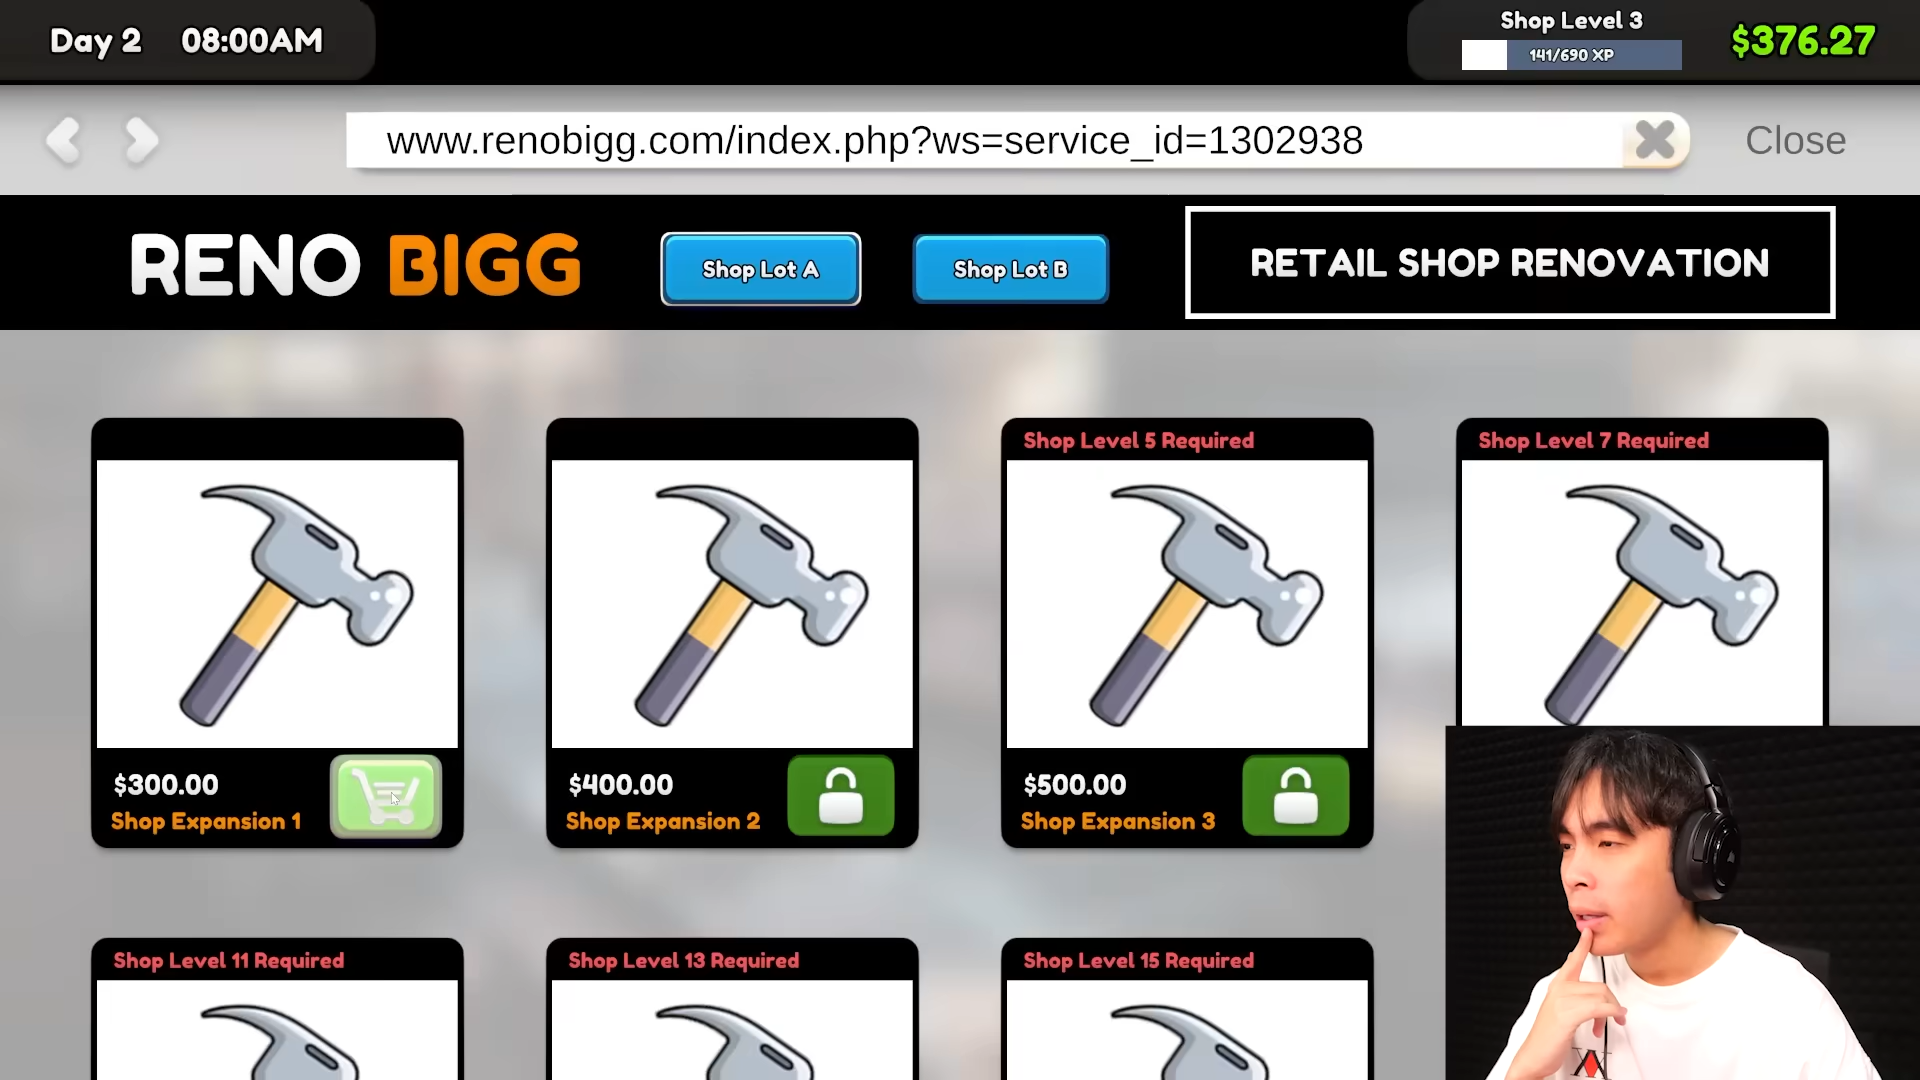 Day 2 08:00AM
Shop Level 3
141/690 XP
$376.27
www.renobigg.com/index.php?ws=service_id=1302938
Close
RENO BIGG
Shop Lot A
Shop Lot B
RETAIL SHOP RENOVATION
Shop Level 5 Required
Shop Level 7 Required
$300.00
Shop Expansion 1
$400.00
Shop Expansion 2
$500.00
Shop Expansion 3
Shop Level 11 Required
Shop Level 13 Required
Shop Level 15 Required